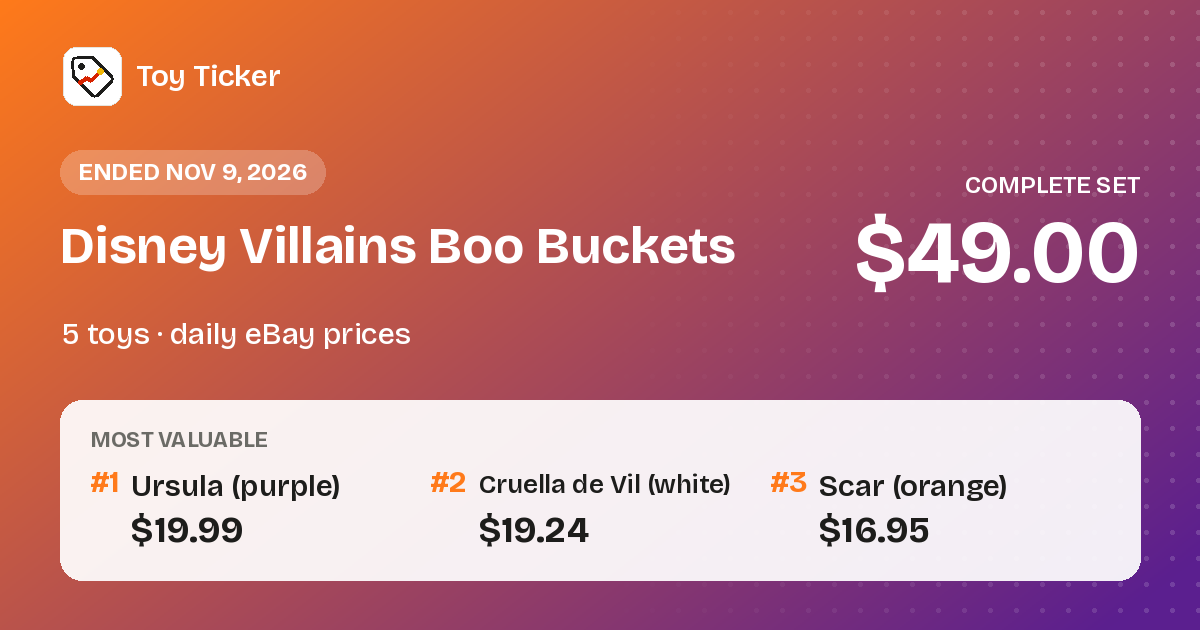 Toy Ticker
ENDED NOV 9, 2026
Disney Villains Boo Buckets
5 toys · daily eBay prices
COMPLETE SET
$49.00
MOST VALUABLE
#1 Ursula (purple)
$19.99
#2 Cruella de Vil (white)
$19.24
#3 Scar (orange)
$16.95